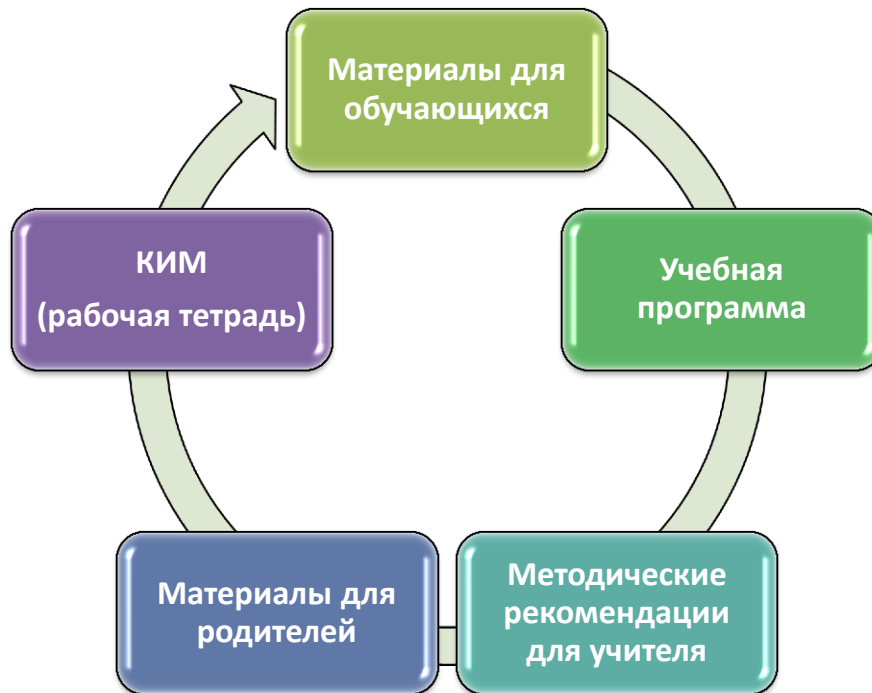 Материалы для
обучающихся
Учебная
программа
Методические
рекомендации
для учителя
Материалы для
родителей
КИМ
(рабочая тетрадь)